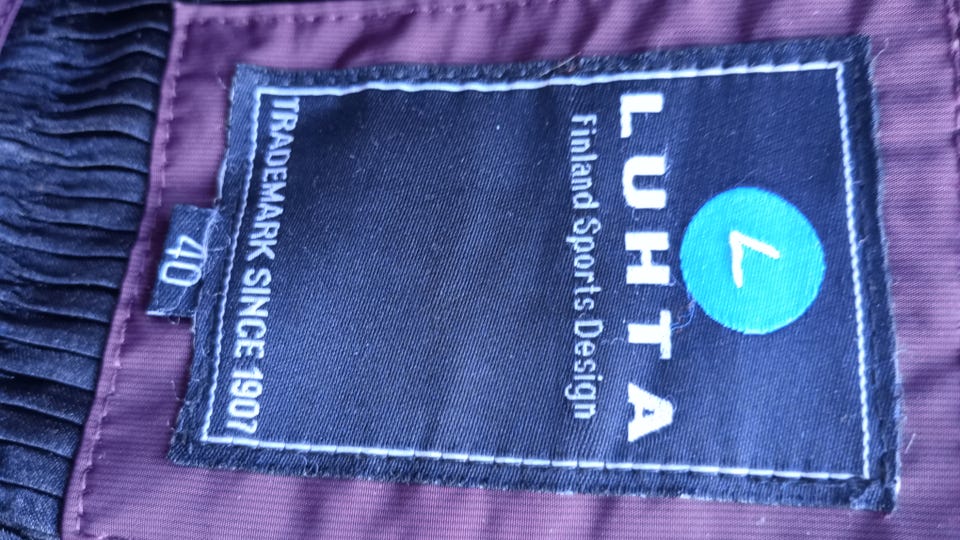 L
LUHTA
Finland Sports Design
TRADEMARK SINCE 1907
40